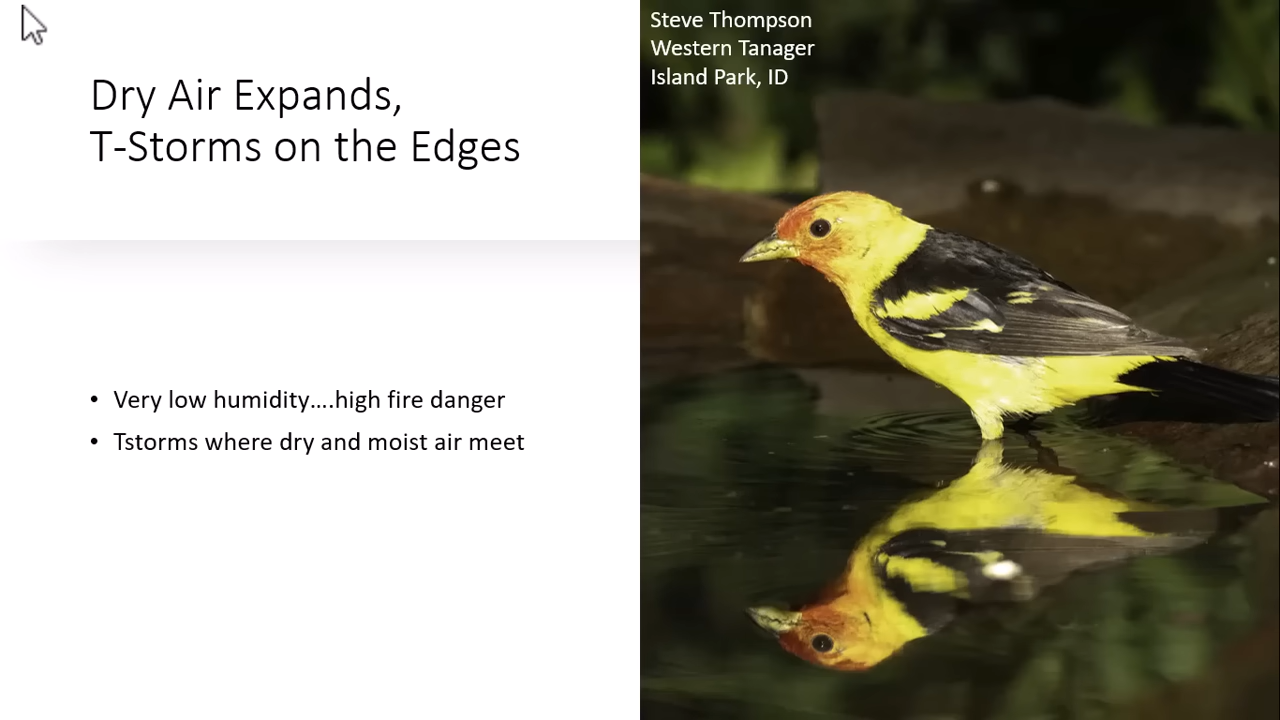 Dry Air Expands,
T-Storms on the Edges
Very low humidity....high fire danger
Tstorms where dry and moist air meet
Steve Thompson
Western Tanager
Island Park, ID